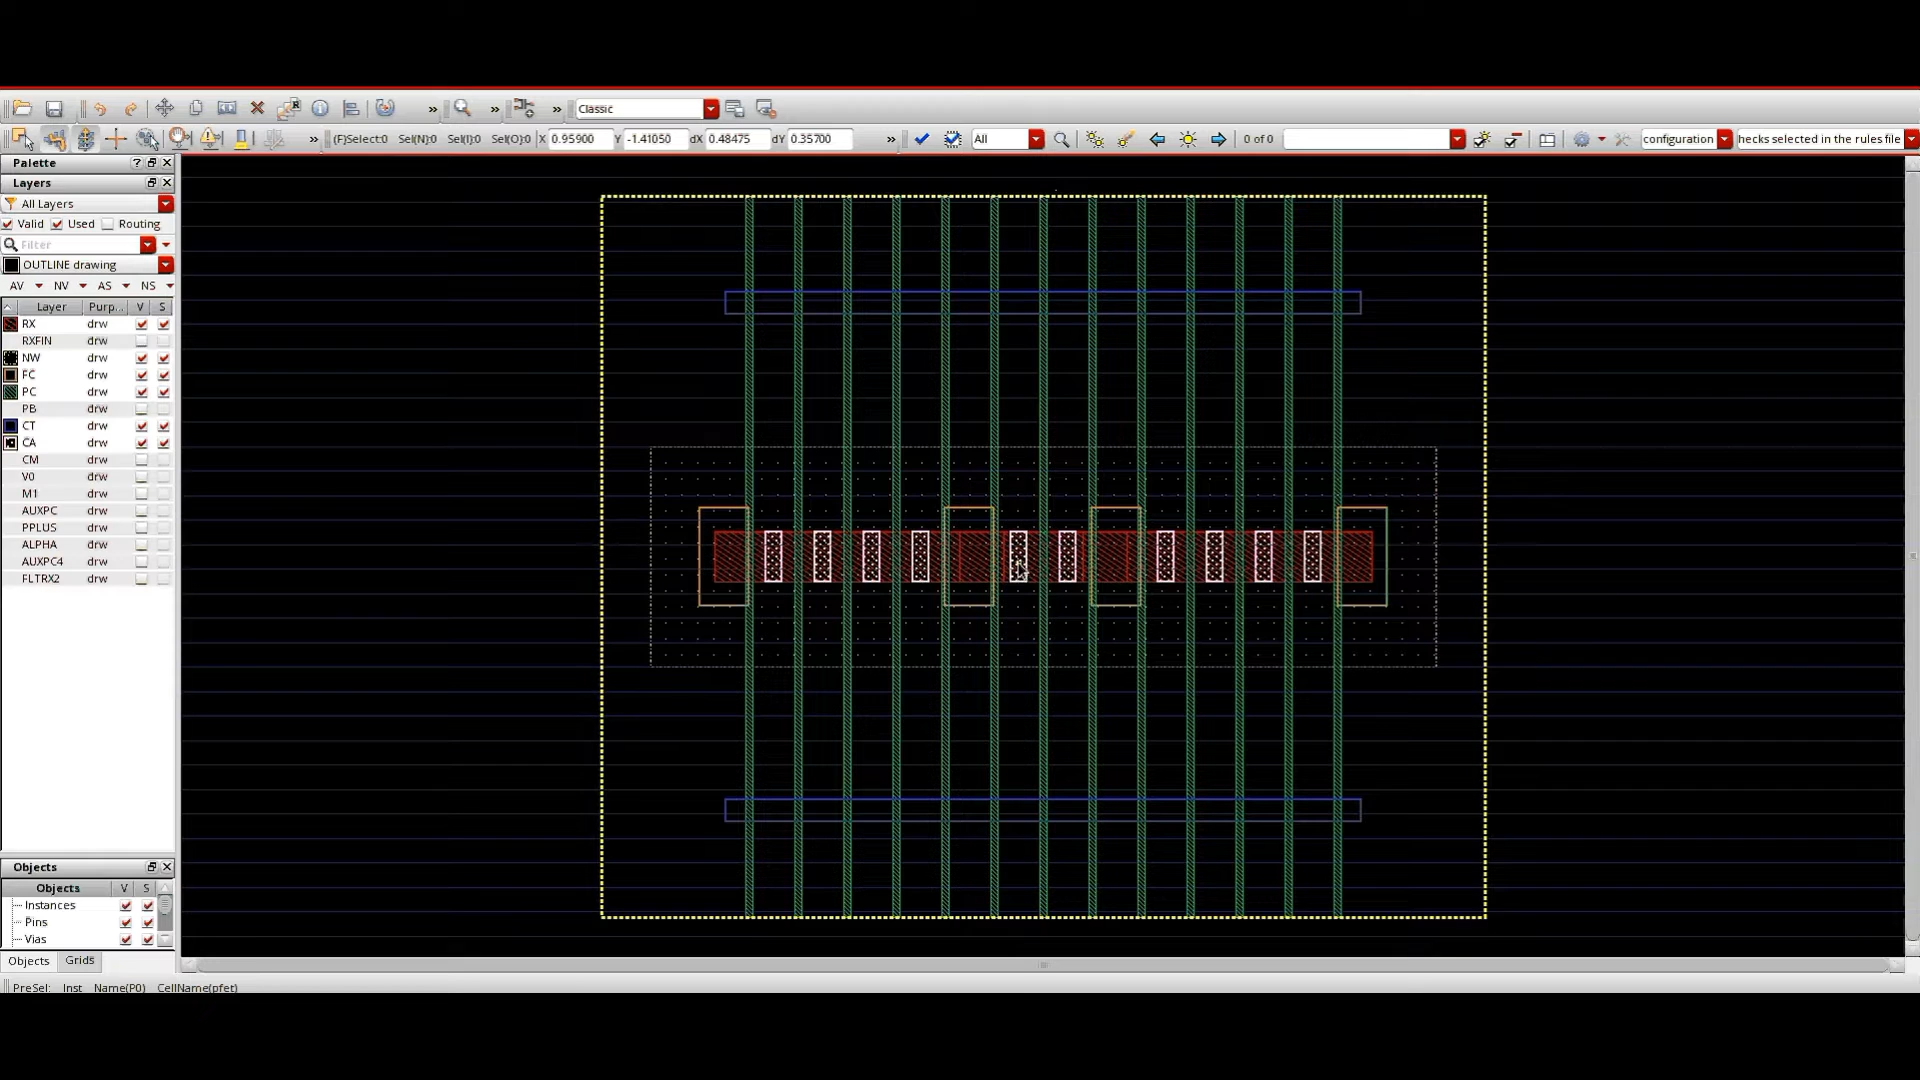 Classic
(F)Select:0 Sel(N):0 Sel(I):0 Sel(O):0 X 0.95900 Y -1.41050 dX 0.48475 dY 0.35700 All 0 of 0 configuration hecks selected in the rules file
Palette
Layers
All Layers
Valid Used Routing
Filter
OUTLINE drawing
AV NV AS NS
Layer Purp... V S
RX drw
RXFIN drw
NW drw
FC drw
PC drw
PB drw
CT drw
CA drw
CM drw
V0 drw
M1 drw
AUXPC drw
PPLUS drw
ALPHA drw
AUXPC4 drw
FLTRX2 drw
Objects
Objects V S
Instances
Pins
Vias
Objects Grids
PreSel: Inst Name(P0) CellName(pfet)